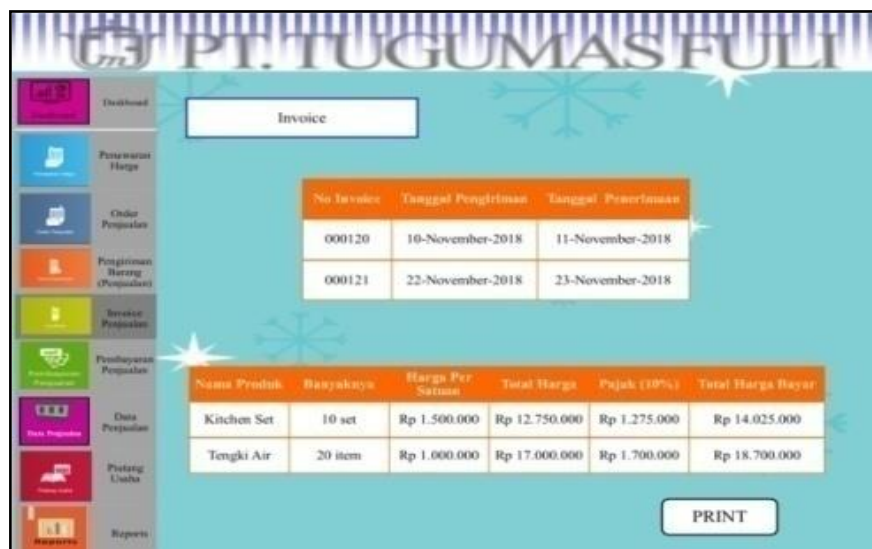 PT. TUGUMAS FULI
Dashboard
Invoice
Penawaran
Harga
Order
Penjualan
Pengiriman
Barang
(Penjualan)
Invoice
Penjualan
Pembayaran
Penjualan
Data
Penjualan
Piutang
Usaha
Reports
Reports
No Invoice Tanggal Pengiriman Tanggal Penerimaan
000120 10-November-2018 11-November-2018
000121 22-November-2018 23-November-2018
Nama Produk Banyaknya Harga Per Satuan Total Harga Pajak (10%) Total Harga Bayar
Kitchen Set 10 set Rp 1.500.000 Rp 12.750.000 Rp 1.275.000 Rp 14.025.000
Tengki Air 20 item Rp 1.000.000 Rp 17.000.000 Rp 1.700.000 Rp 18.700.000
PRINT